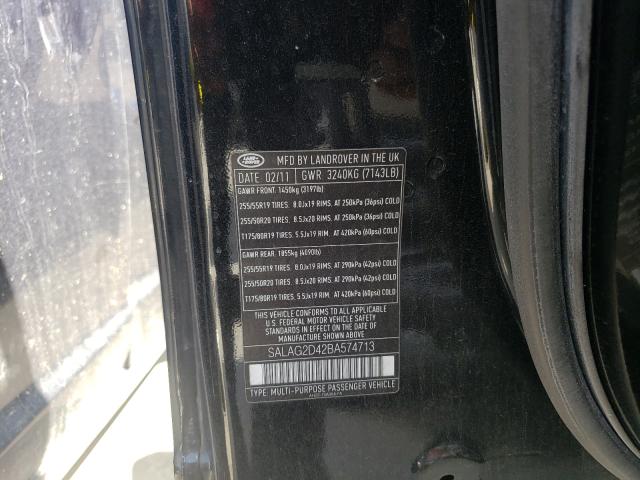 LAND ROVER
MFD BY LANDROVER IN THE UK
DATE 02/11 GWR 3240KG (7143LB)
GAWR FRONT. 1450kg (3197lb)
255/55R19 TIRES. 8.0Jx19 RIMS, AT 250kPa (36psi) COLD
255/50R20 TIRES. 8.5Jx20 RIMS, AT 250kPa (36psi) COLD
T175/80R19 TIRES. 5.5Jx19 RIM, AT 420kPa (60psi) COLD
GAWR REAR. 1855kg (4090lb)
255/55R19 TIRES. 8.0Jx19 RIMS, AT 290kPa (42psi) COLD
255/50R20 TIRES. 8.5Jx20 RIMS, AT 290kPa (42psi) COLD
T175/80R19 TIRES. 5.5Jx19 RIM, AT 420kPa (60psi) COLD
THIS VEHICLE CONFORMS TO ALL APPLICABLE
U.S. FEDERAL MOTOR VEHICLE SAFETY
STANDARDS IN EFFECT ON THE DATE OF
MANUFACTURE SHOWN ABOVE.
SALAG2D42BA574713
TYPE: MULTI-PURPOSE PASSENGER VEHICLE